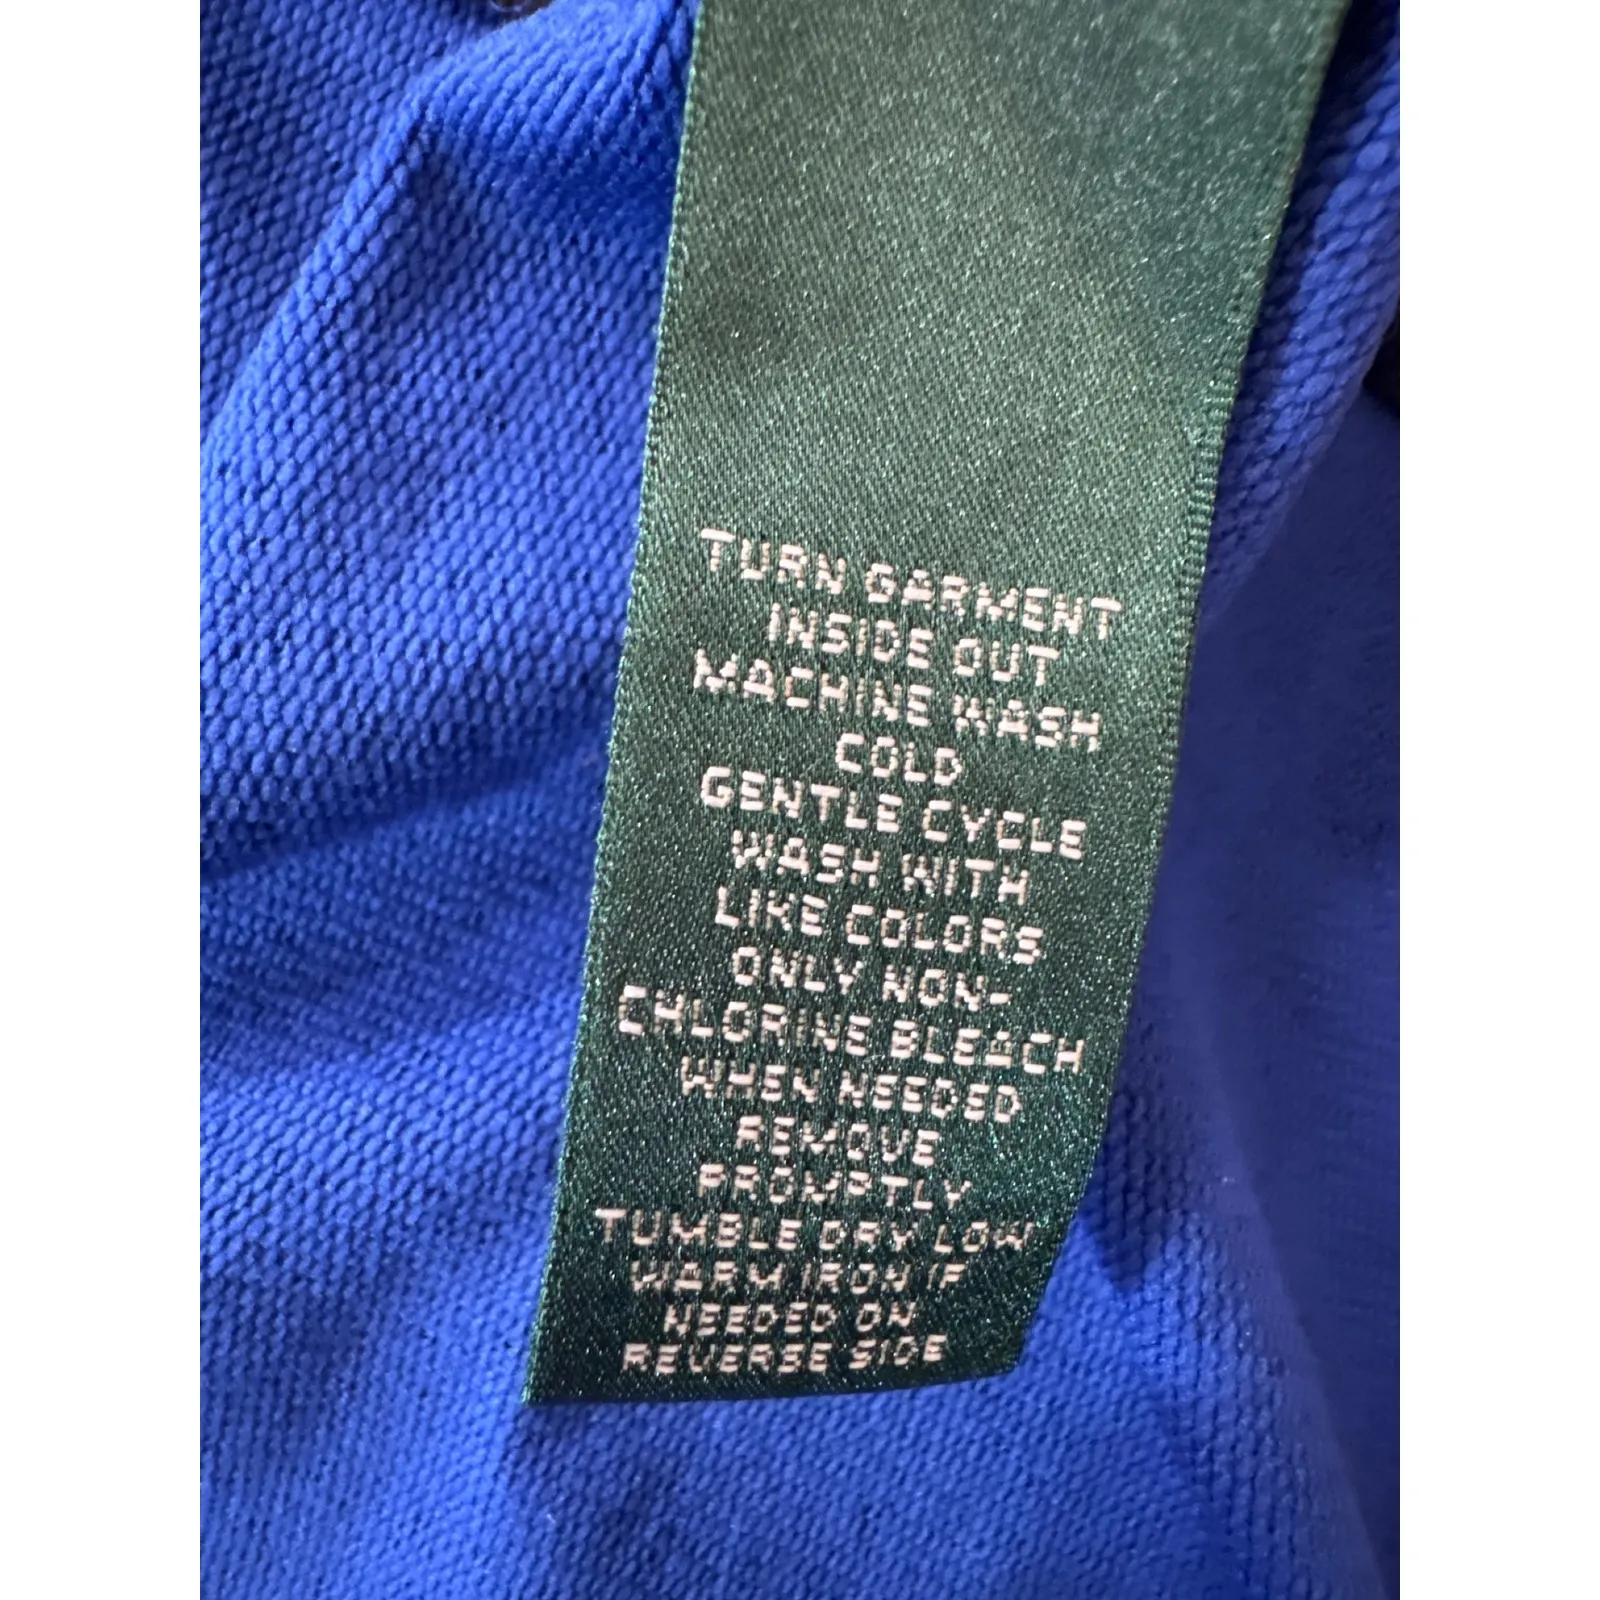 TURN GARMENT
INSIDE OUT
MACHINE WASH
COLD
GENTLE CYCLE
WASH WITH
LIKE COLORS
ONLY NON-
CHLORINE BLEACH
WHEN NEEDED
REMOVE
PROMPTLY
TUMBLE DRY LOW
WARM IRON IF
NEEDED ON
REVERSE SIDE